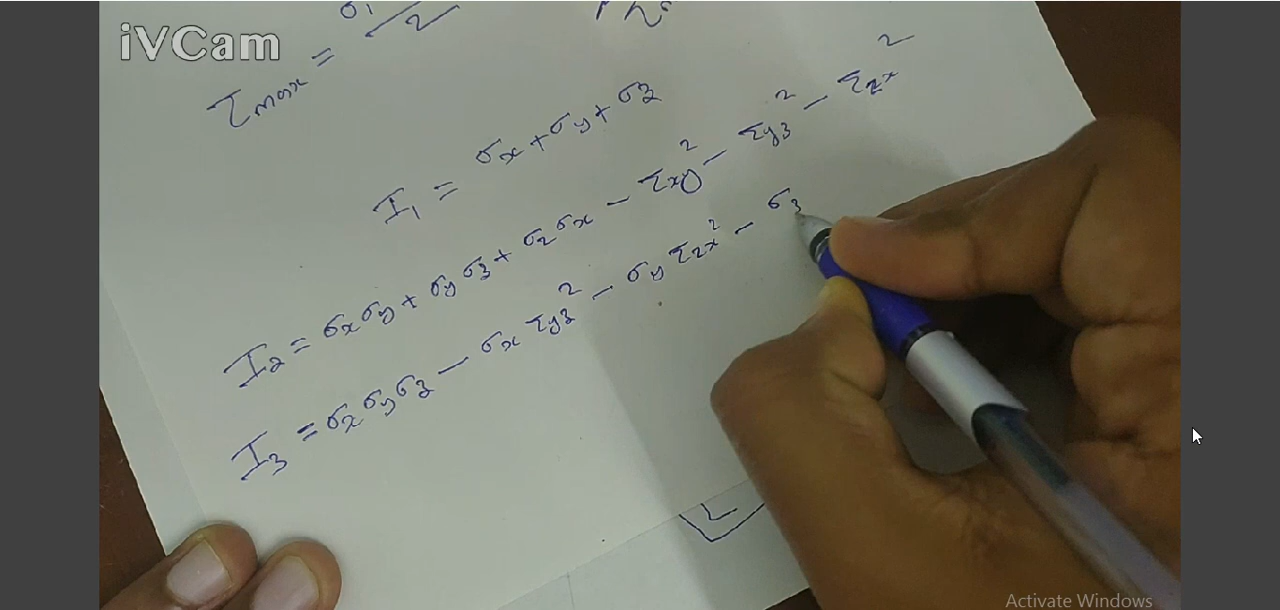 iVCam
τmax = σ1 / 2
I1 = σx + σy + σz
I2 = σxσy + σyσz + σzσx − τxy² − τyz² − τzx²
I3 = σxσyσz − σxτyz² − σyτzx² − σz
Activate Windows